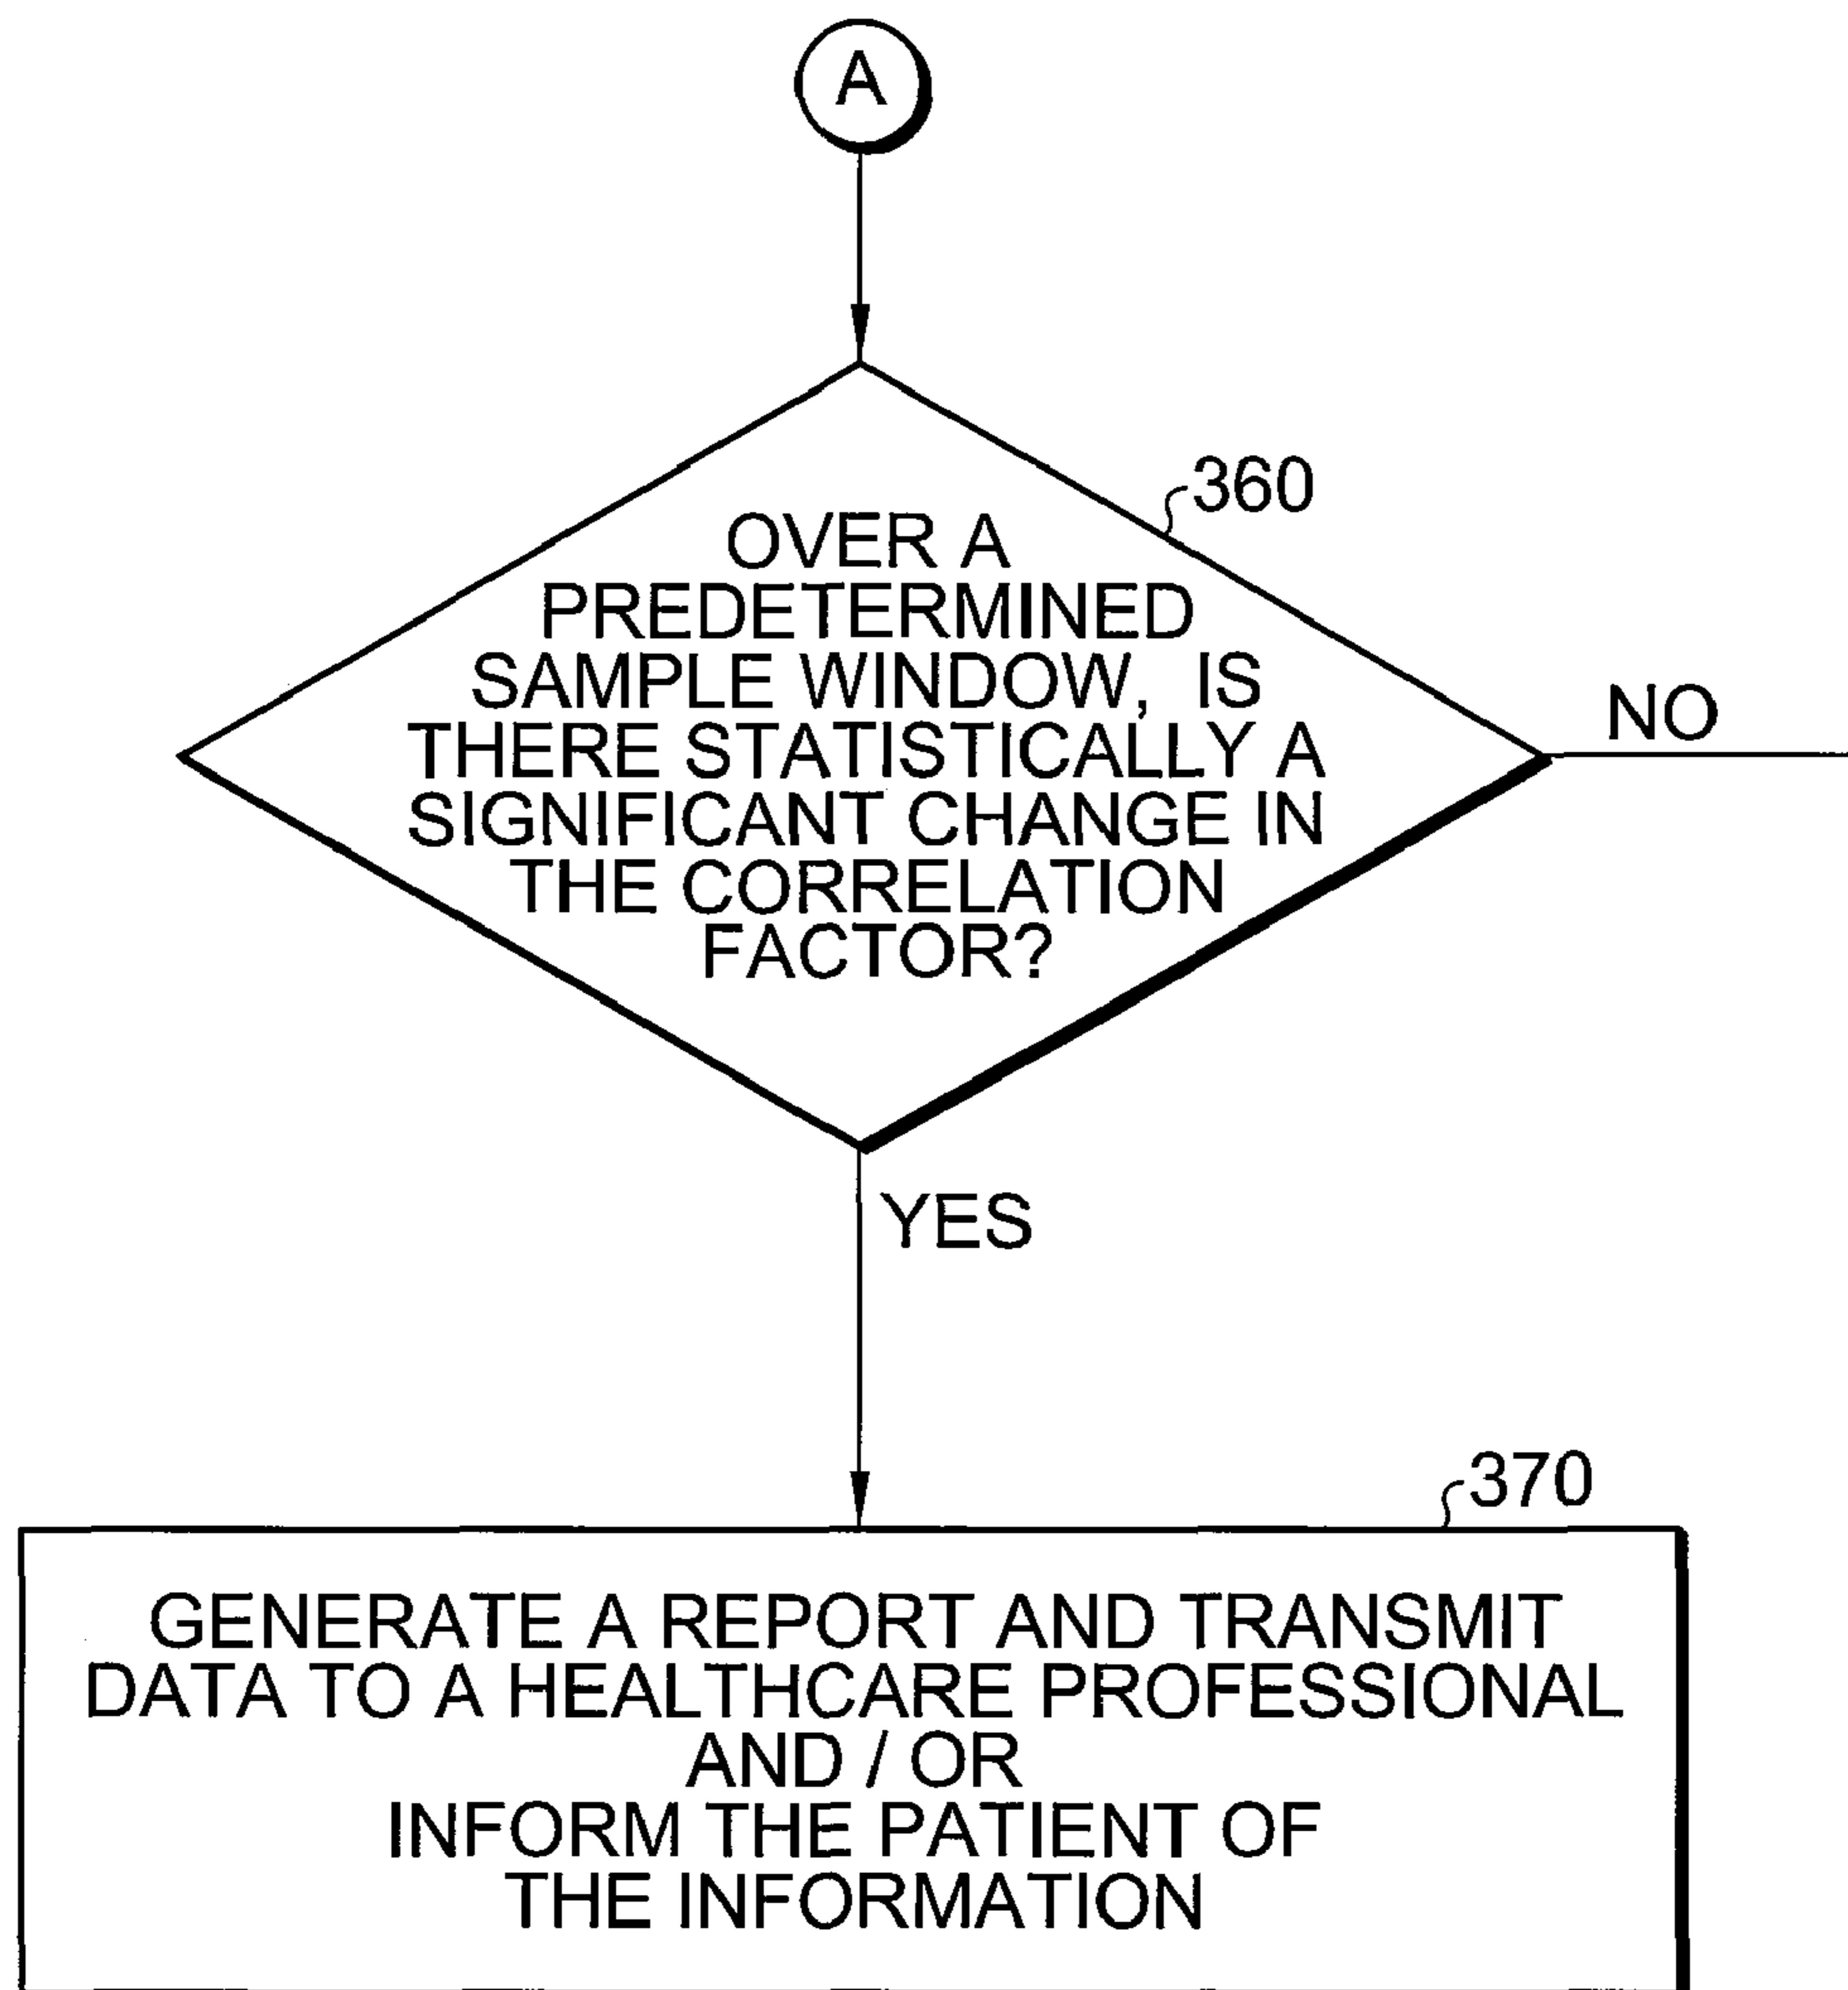 A
360
OVER A
PREDETERMINED
SAMPLE WINDOW, IS
THERE STATISTICALLY A
SIGNIFICANT CHANGE IN
THE CORRELATION
FACTOR?
NO
YES
370
GENERATE A REPORT AND TRANSMIT
DATA TO A HEALTHCARE PROFESSIONAL
AND / OR
INFORM THE PATIENT OF
THE INFORMATION